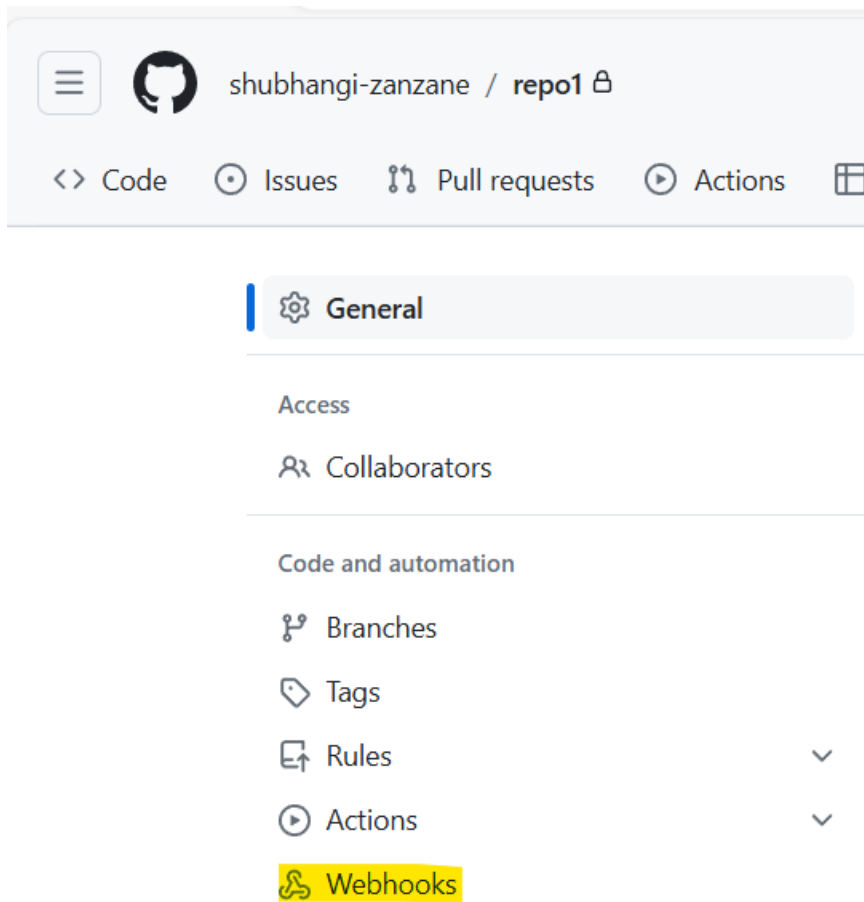 shubhangi-zanzane / repo1
Code Issues Pull requests Actions
General
Access
Collaborators
Code and automation
Branches
Tags
Rules
Actions
Webhooks